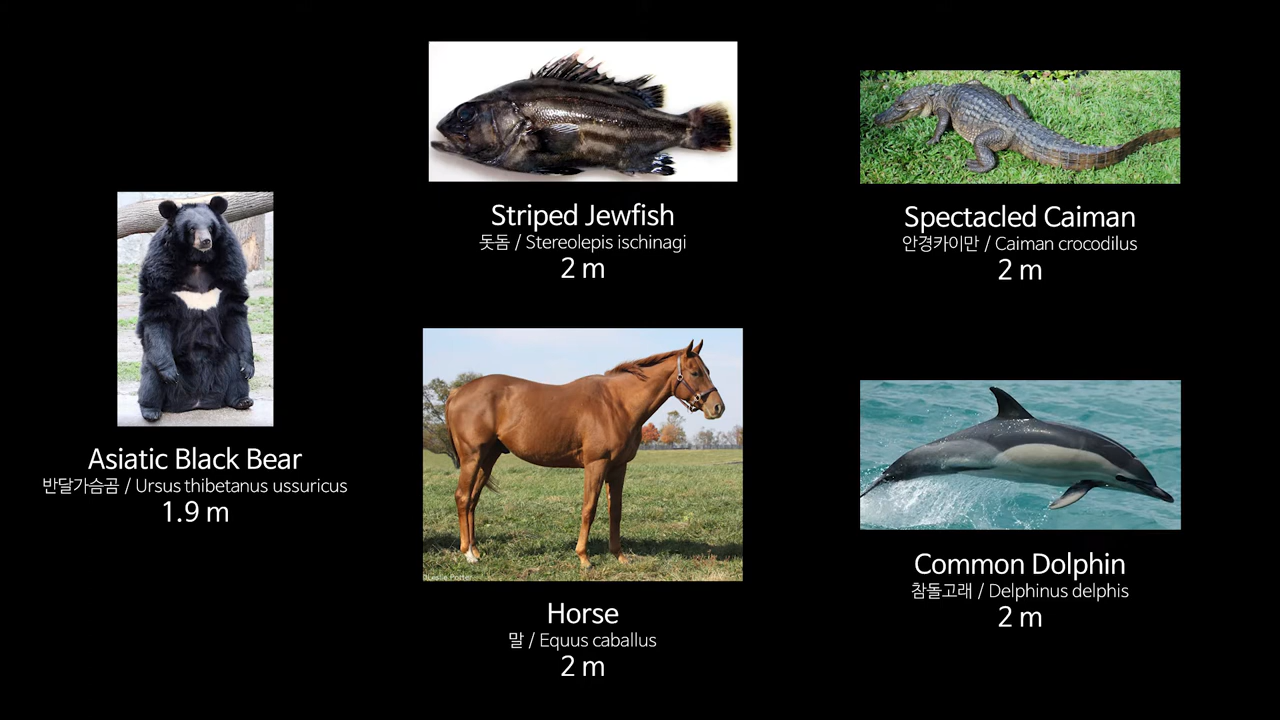 Asiatic Black Bear
반달가슴곰 / Ursus thibetanus ussuricus
1.9 m
Striped Jewfish
돗돔 / Stereolepis ischinagi
2 m
Horse
말 / Equus caballus
2 m
Spectacled Caiman
안경카이만 / Caiman crocodilus
2 m
Common Dolphin
참돌고래 / Delphinus delphis
2 m